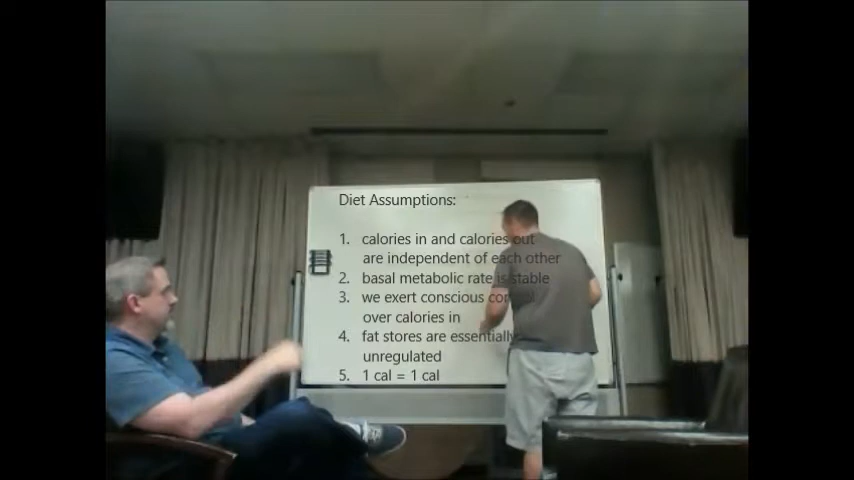 Diet Assumptions:
1. calories in and calories out
are independent of each other
2. basal metabolic rate is stable
3. we exert conscious control
over calories in
4. fat stores are essentially
unregulated
5. 1 cal = 1 cal